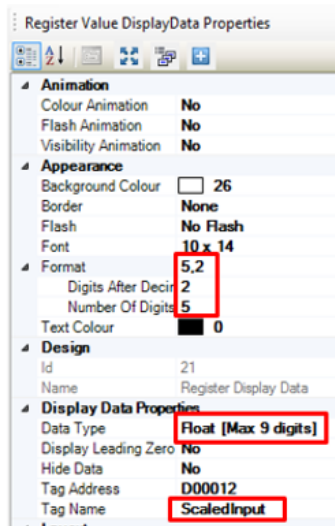 Register Value DisplayData Properties
Animation
Colour Animation No
Flash Animation No
Visibility Animation No
Appearance
Background Colour 26
Border None
Flash No Flash
Font 10 x 14
Format 5,2
Digits After Decir 2
Number Of Digits 5
Text Colour 0
Design
Id 21
Name Register Display Data
Display Data Properties
Data Type Float [Max 9 digits]
Display Leading Zero No
Hide Data No
Tag Address D00012
Tag Name ScaledInput